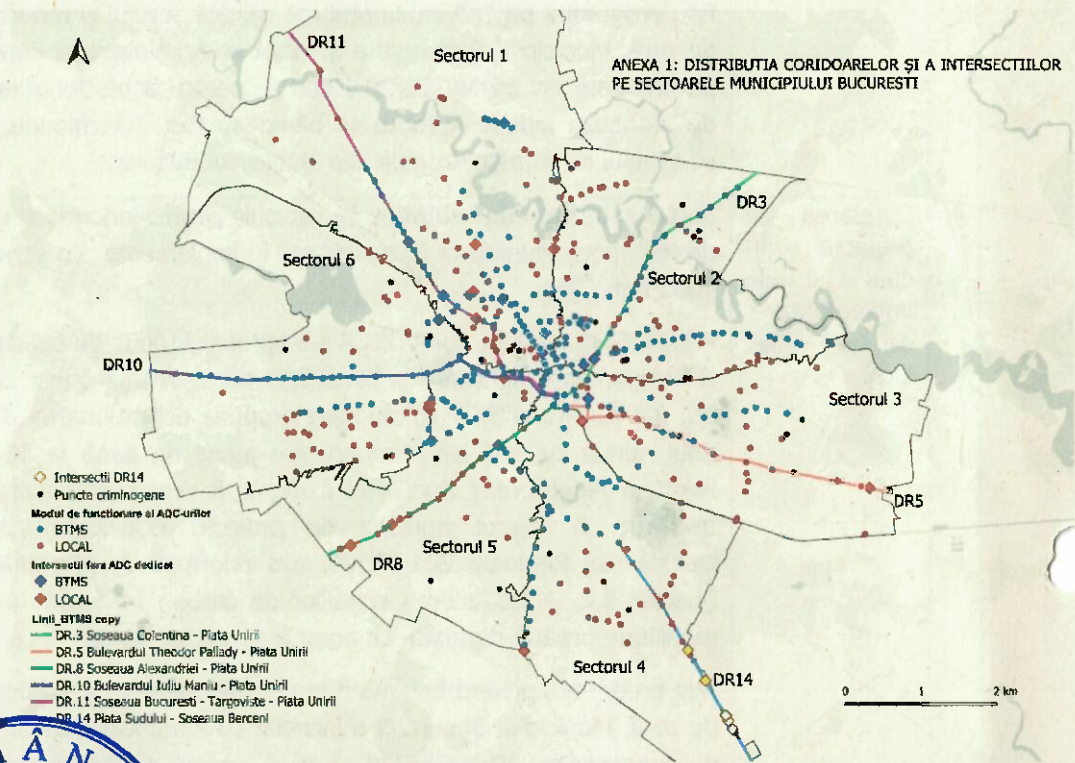 ANEXA 1: DISTRIBUTIA CORIDOARELOR ȘI A INTERSECTIILOR
PE SECTOARELE MUNICIPIULUI BUCURESTI
DR11
Sectorul 1
DR3
Sectorul 6
Sectorul 2
DR10
Sectorul 3
DR5
Sectorul 5
DR8
Sectorul 4
DR14
Intersectii DR14
Puncte criminogene
Modul de functionare al ADC-urilor
BTMS
LOCAL
Intersectii fara ADC dedicat
BTMS
LOCAL
Linii_BTMS copy
DR.3 Soseaua Colentina - Piata Unirii
DR.5 Bulevardul Theodor Pallady - Piata Unirii
DR.8 Soseaua Alexandriei - Piata Unirii
DR.10 Bulevardul Iuliu Maniu - Piata Unirii
DR.11 Soseaua Bucuresti - Targoviste - Piata Unirii
DR.14 Piata Sudului - Soseaua Berceni
0 1 2 km
Â N